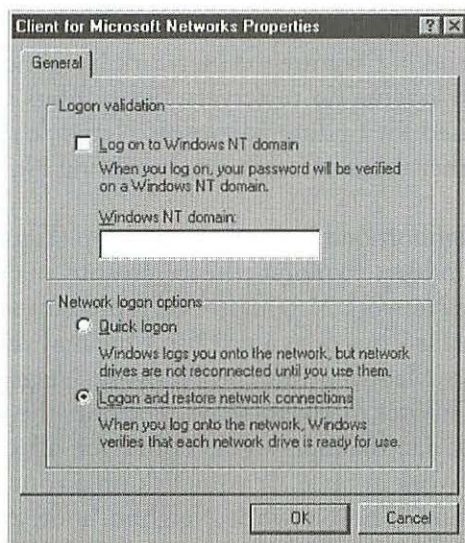 Client for Microsoft Networks Properties
General
Logon validation
Log on to Windows NT domain
When you log on, your password will be verified
on a Windows NT domain.
Windows NT domain:
Network logon options
Quick logon
Windows logs you onto the network, but network
drives are not reconnected until you use them.
Logon and restore network connections
When you log onto the network, Windows
verifies that each network drive is ready for use.
OK
Cancel